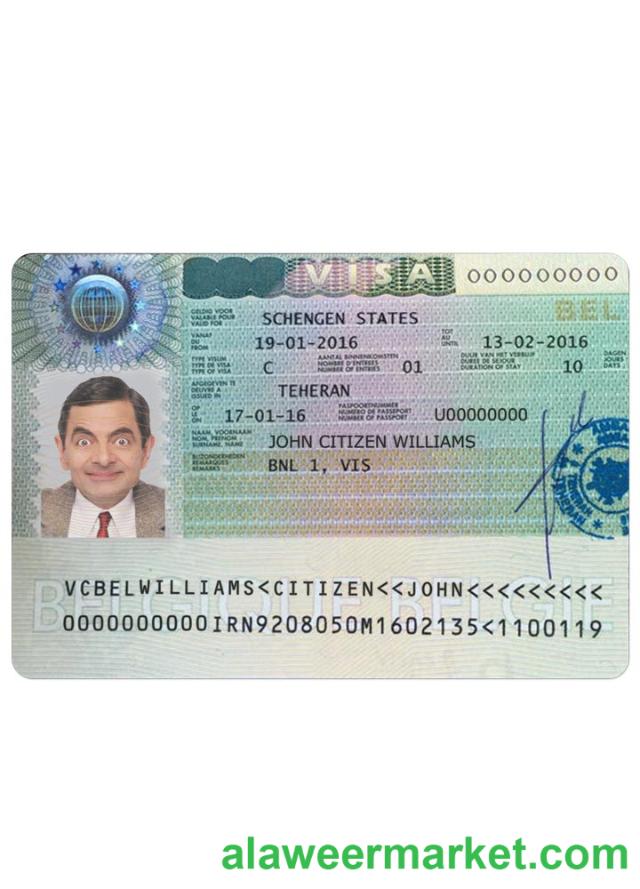 VISA 000000000
BEL
GELDIG VOOR
VALABLE POUR
VALID FOR
SCHENGEN STATES
VANAF
DU
FROM
19-01-2016
TOT
AU
UNTIL
13-02-2016
TYPE VISUM
TYPE DE VISA
TYPE OF VISA
C
AANTAL BINNENKOMSTEN
NOMBRE D'ENTREES
NUMBER OF ENTRIES
01
DUUR VAN HET VERBLIJF
DUREE DE SEJOUR
DURATION OF STAY
10
DAGEN
JOURS
DAYS
AFGEGEVEN TE
DELIVRE A
ISSUED IN
TEHERAN
OP
LE
ON
17-01-16
PASPOORTNUMMER
NUMERO DE PASSEPORT
NUMBER OF PASSPORT
U00000000
NAAM, VOORNAAM
NOM, PRENOM
SURNAME, NAME
JOHN CITIZEN WILLIAMS
BIJZONDERHEDEN
REMARQUES
REMARKS
BNL 1, VIS
BELGIQUE BELGIE
VCBELWILLIAMS<CITIZEN<<JOHN<<<<<<<<<
0000000000IRN9208050M1602135<1100119
alaweermarket.com